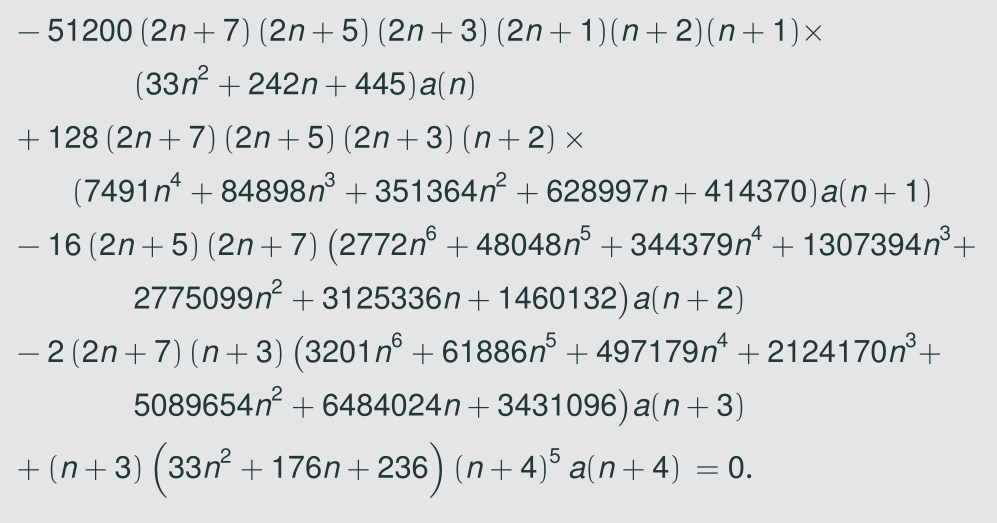 − 51200 (2n + 7) (2n + 5) (2n + 3) (2n + 1)(n + 2)(n + 1)×
(33n² + 242n + 445)a(n)
+ 128 (2n + 7) (2n + 5) (2n + 3) (n + 2) ×
(7491n⁴ + 84898n³ + 351364n² + 628997n + 414370)a(n + 1)
− 16 (2n + 5) (2n + 7) (2772n⁶ + 48048n⁵ + 344379n⁴ + 1307394n³+
2775099n² + 3125336n + 1460132)a(n + 2)
− 2 (2n + 7) (n + 3) (3201n⁶ + 61886n⁵ + 497179n⁴ + 2124170n³+
5089654n² + 6484024n + 3431096)a(n + 3)
+ (n + 3) (33n² + 176n + 236) (n + 4)⁵ a(n + 4) = 0.